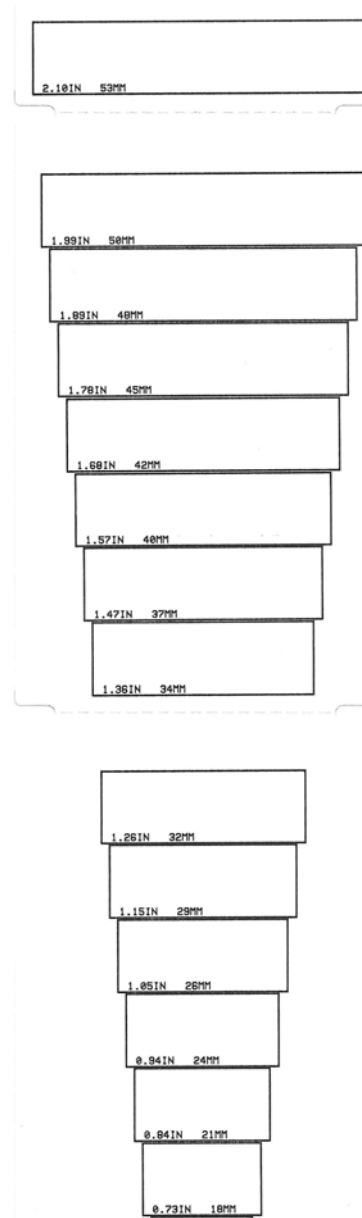 2.10IN 53MM
1.99IN 50MM
1.89IN 48MM
1.78IN 45MM
1.68IN 42MM
1.57IN 40MM
1.47IN 37MM
1.36IN 34MM
1.26IN 32MM
1.15IN 29MM
1.05IN 26MM
0.94IN 24MM
0.84IN 21MM
0.73IN 18MM